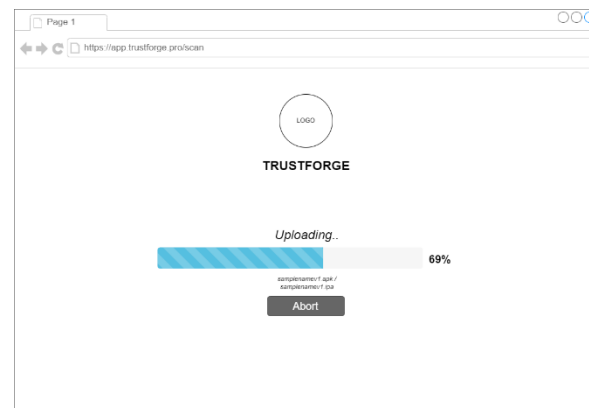 Page 1
https://app.trustforge.pro/scan
LOGO
TRUSTFORGE
Uploading..
69%
samplenamev1.apk /
samplenamev1.ipa
Abort